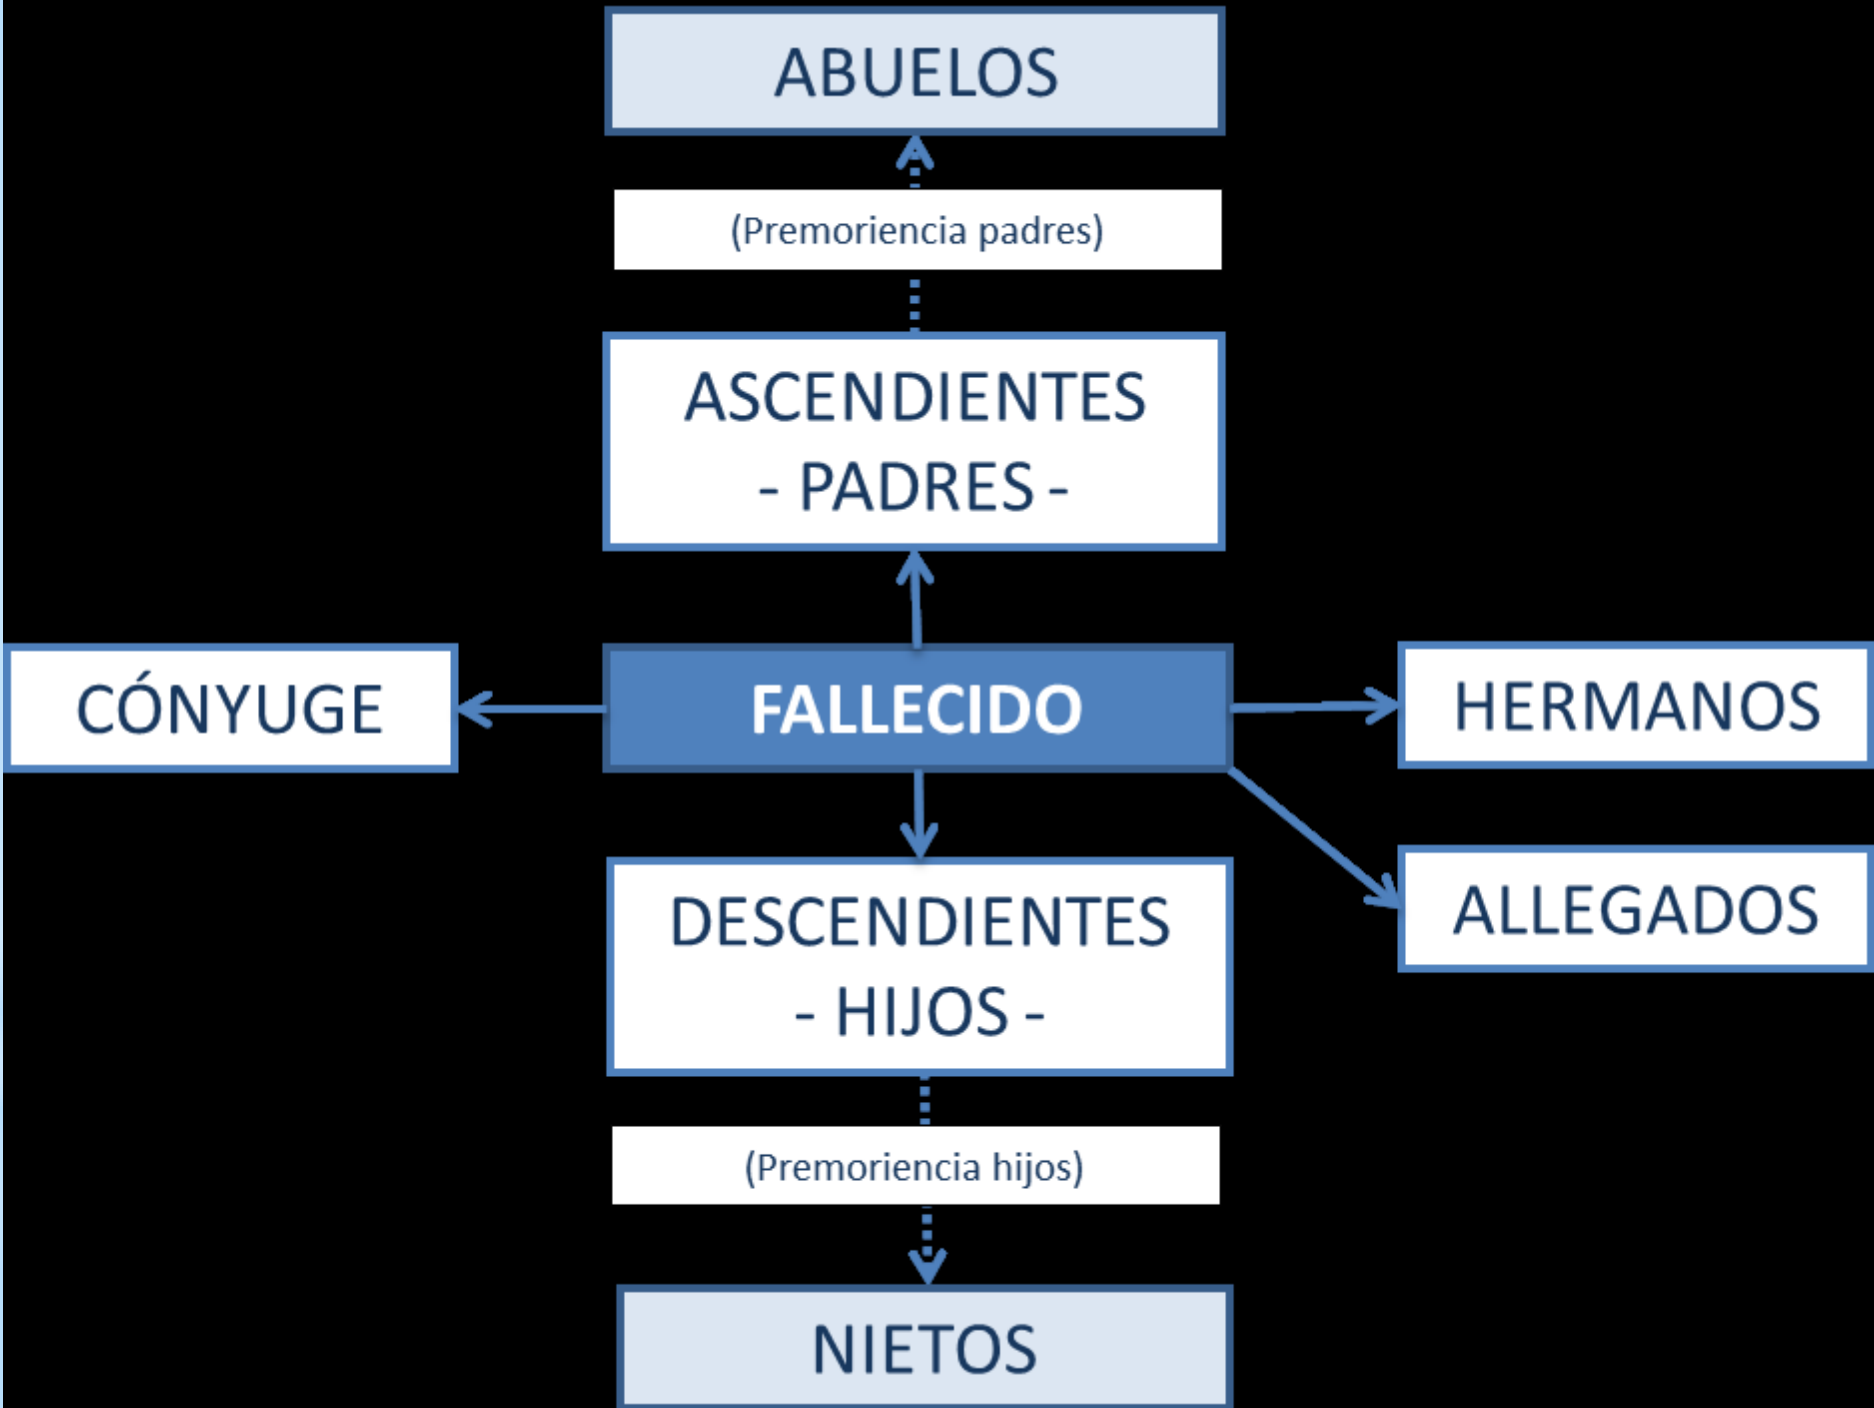 ABUELOS
(Premoriencia padres)
ASCENDIENTES
- PADRES -
CÓNYUGE
FALLECIDO
HERMANOS
ALLEGADOS
DESCENDIENTES
- HIJOS -
(Premoriencia hijos)
NIETOS